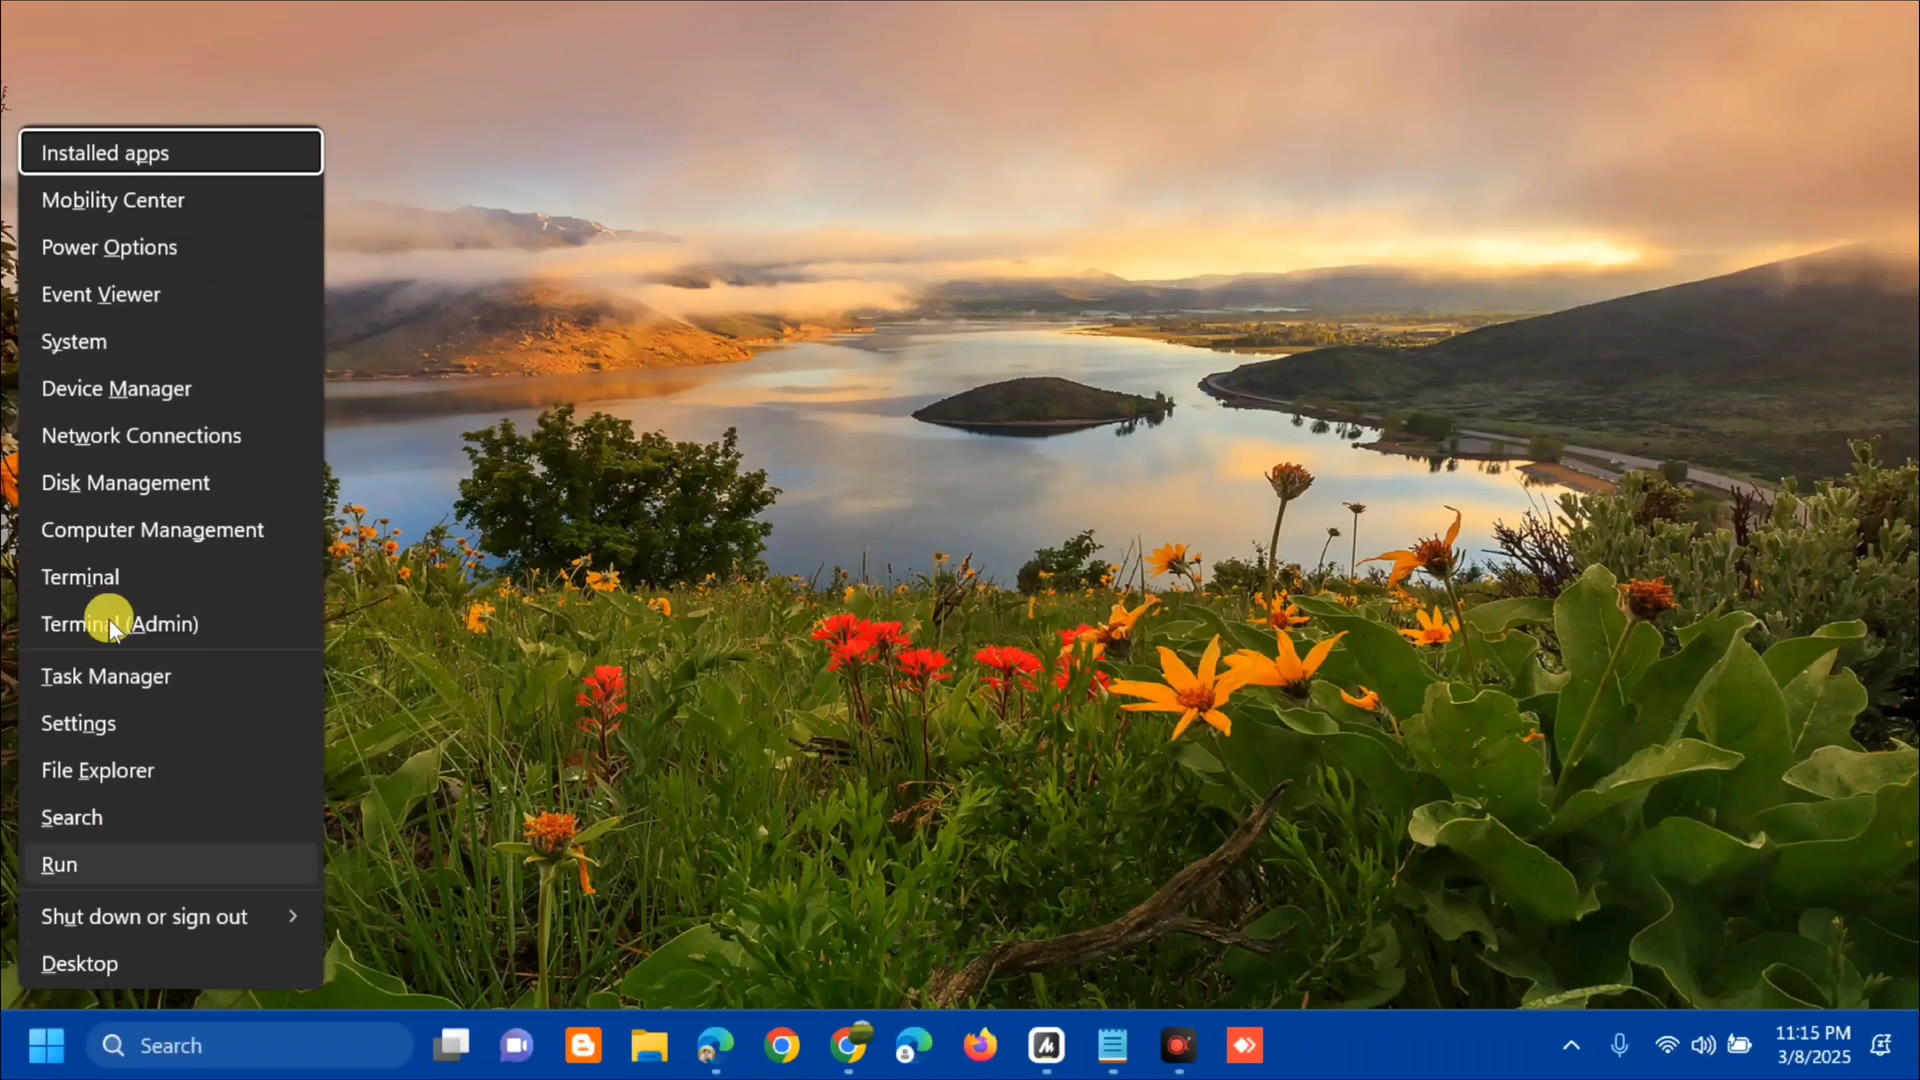 Installed apps
Mobility Center
Power Options
Event Viewer
System
Device Manager
Network Connections
Disk Management
Computer Management
Terminal
Terminal (Admin)
Task Manager
Settings
File Explorer
Search
Run
Shut down or sign out
Desktop
Search
11:15 PM
3/8/2025